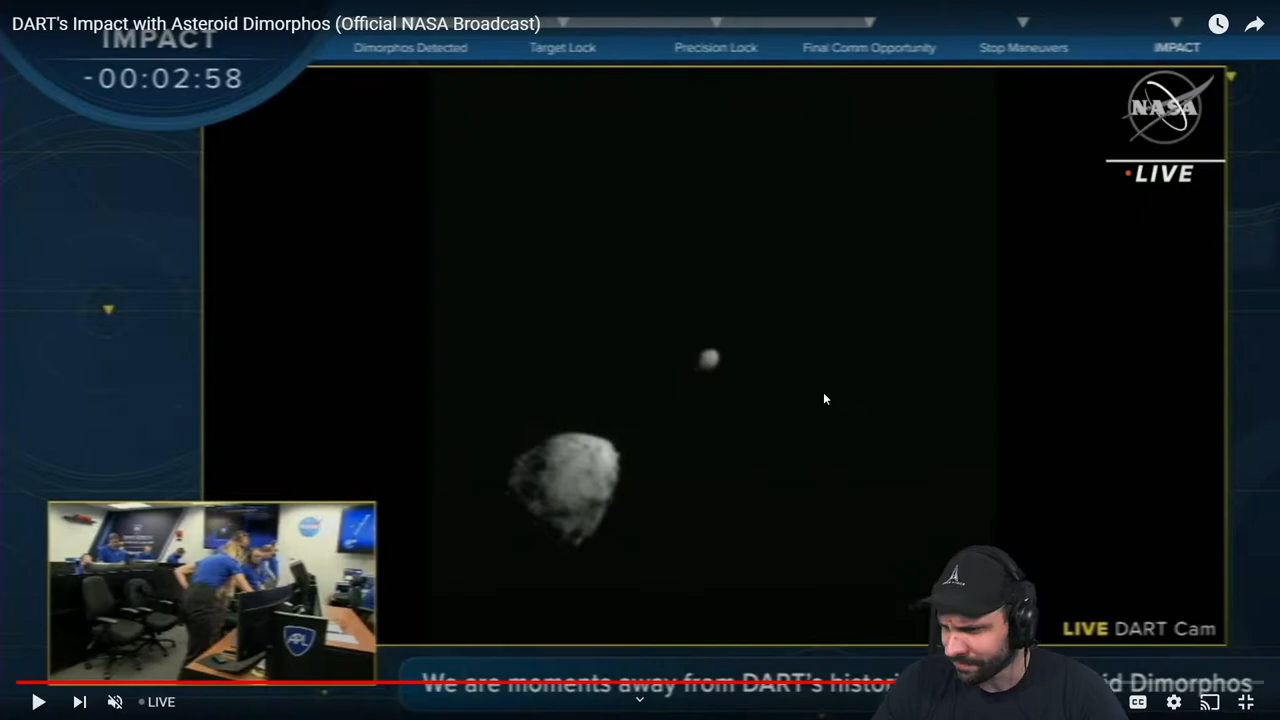 DART's Impact with Asteroid Dimorphos (Official NASA Broadcast)
IMPACT
-00:02:58
Dimorphos Detected
Target Lock
Precision Lock
Final Comm Opportunity
Stop Maneuvers
IMPACT
NASA
LIVE
APL
LIVE DART Cam
We are moments away from DART's histori
d Dimorphos
LIVE
CC